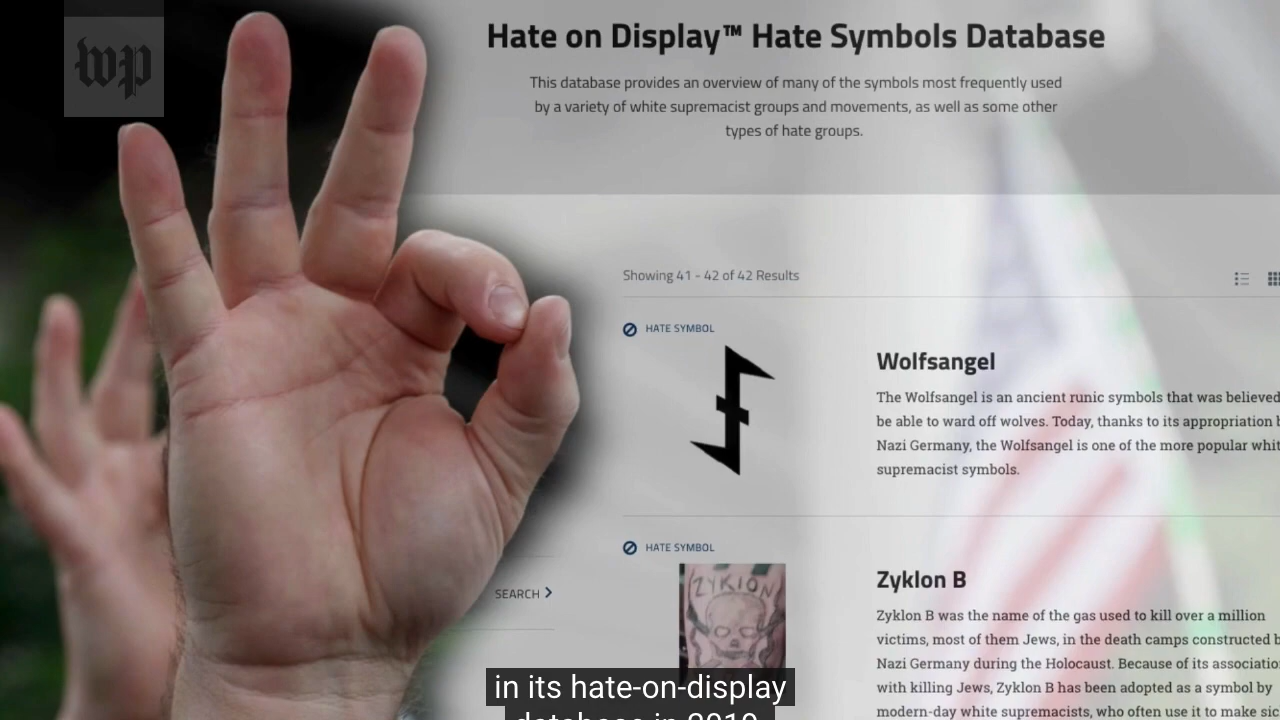 wp
Hate on Display™ Hate Symbols Database
This database provides an overview of many of the symbols most frequently used
by a variety of white supremacist groups and movements, as well as some other
types of hate groups.
Showing 41 - 42 of 42 Results
HATE SYMBOL
Wolfsangel
The Wolfsangel is an ancient runic symbols that was believed
be able to ward off wolves. Today, thanks to its appropriation
Nazi Germany, the Wolfsangel is one of the more popular
supremacist symbols.
HATE SYMBOL
ZYKLON
Zyklon B
Zyklon B was the name of the gas used to kill over a million
victims, most of them Jews, in the death camps constructed
Nazi Germany during the Holocaust. Because of its
with killing Jews, Zyklon B has been adopted as a symbol by
modern-day white supremacists, who often use it to make
SEARCH
in its hate-on-display
database in 2019.